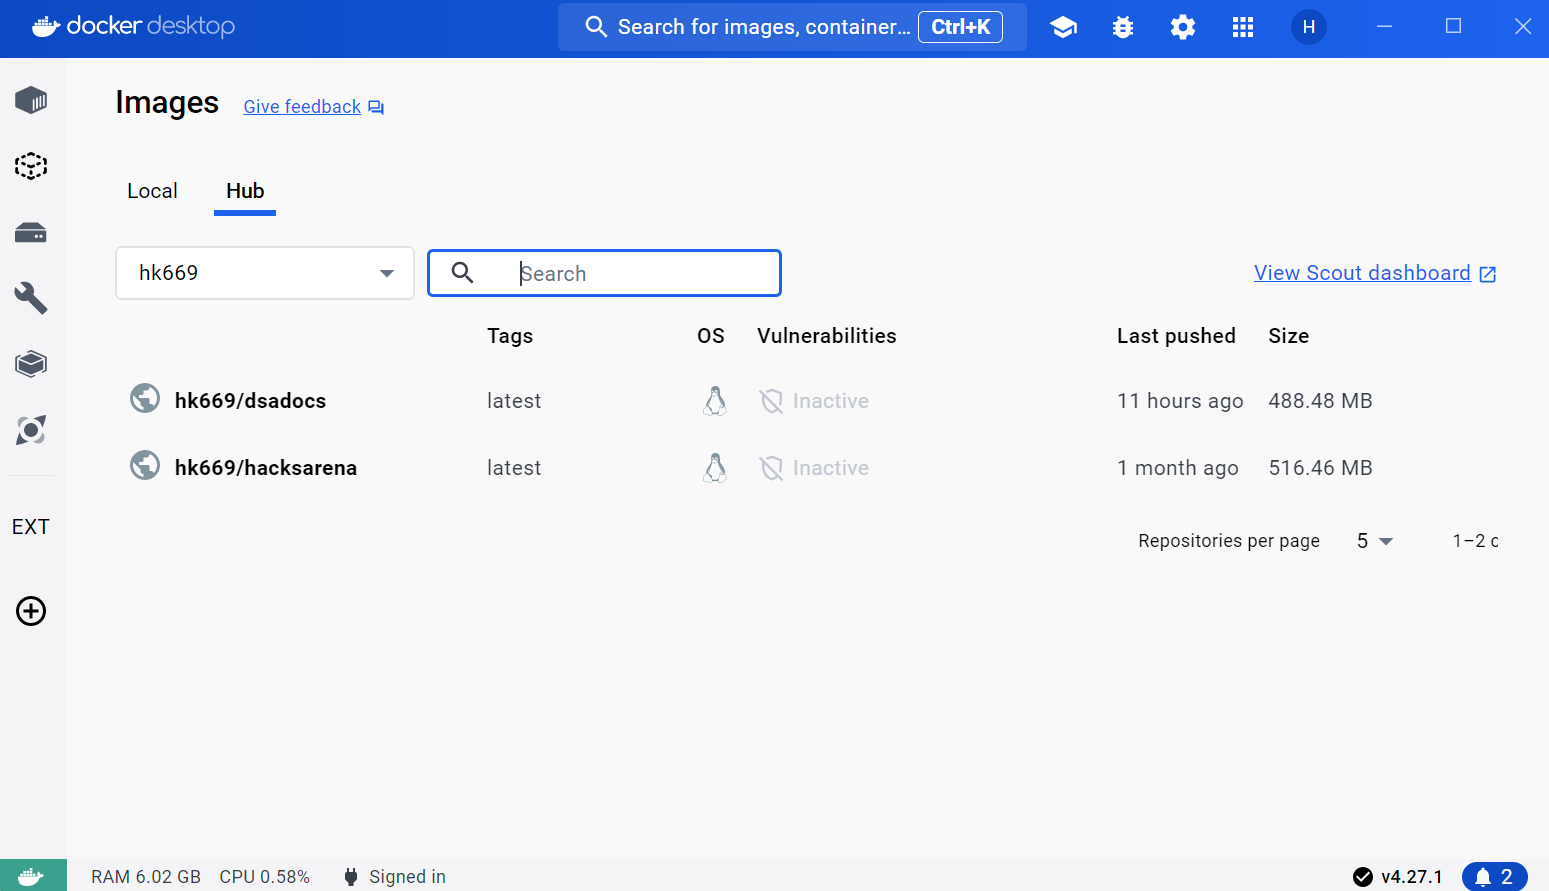 docker desktop
Search for images, container... Ctrl+K
H
Images Give feedback
Local Hub
hk669 Search View Scout dashboard
Tags OS Vulnerabilities Last pushed Size
hk669/dsadocs latest Inactive 11 hours ago 488.48 MB
hk669/hacksarena latest Inactive 1 month ago 516.46 MB
Repositories per page 5 1–2
EXT
RAM 6.02 GB CPU 0.58% Signed in v4.27.1 2